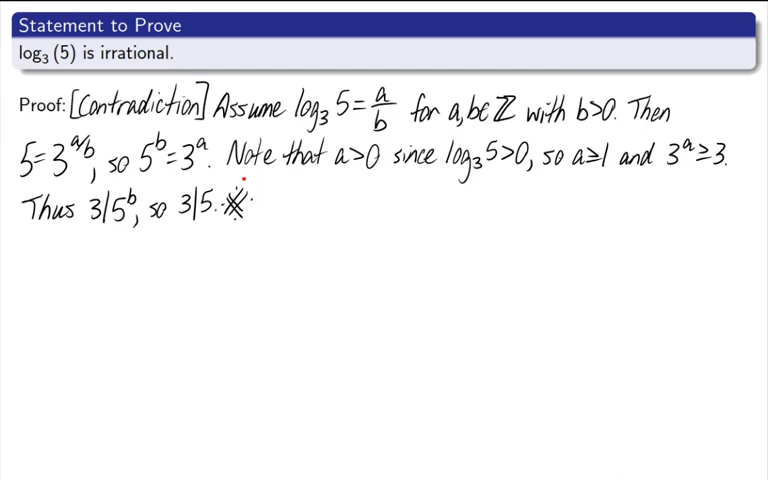 Statement to Prove
log₃ (5) is irrational.
Proof: [Contradiction] Assume log₃ 5 = a/b for a, b ∈ ℤ with b > 0. Then
5 = 3^(a/b), so 5^b = 3^a. Note that a > 0 since log₃ 5 > 0, so a ≥ 1 and 3^a ≥ 3.
Thus 3 | 5^b, so 3 | 5. ※